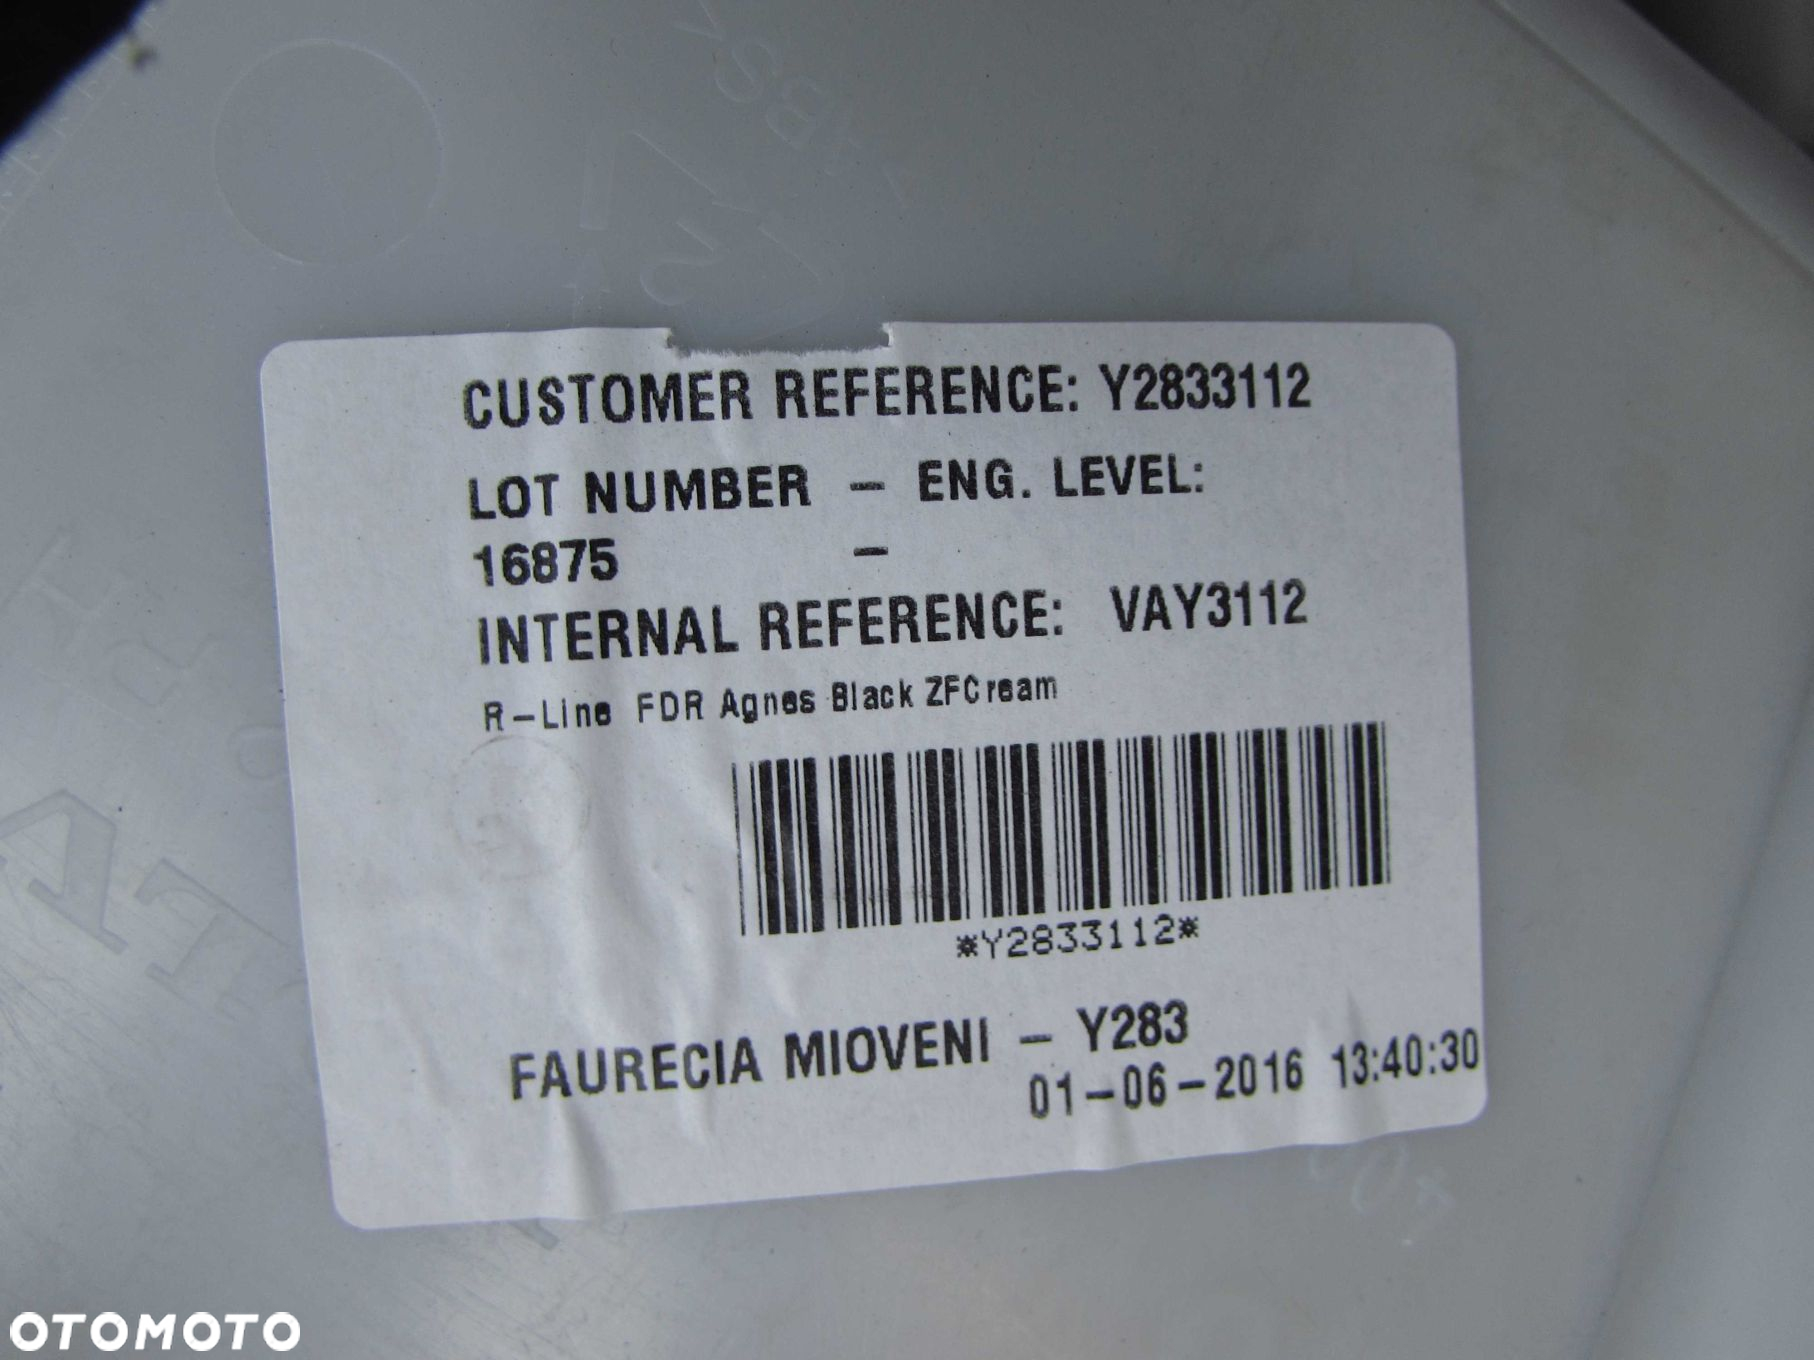 CUSTOMER REFERENCE: Y2833112
LOT NUMBER - ENG. LEVEL:
16875 -
INTERNAL REFERENCE: VAY3112
R-Line FDR Agnes Black ZFCream
*Y2833112*
FAURECIA MIOVENI - Y283
01-06-2016 13:40:30
OTOMOTO